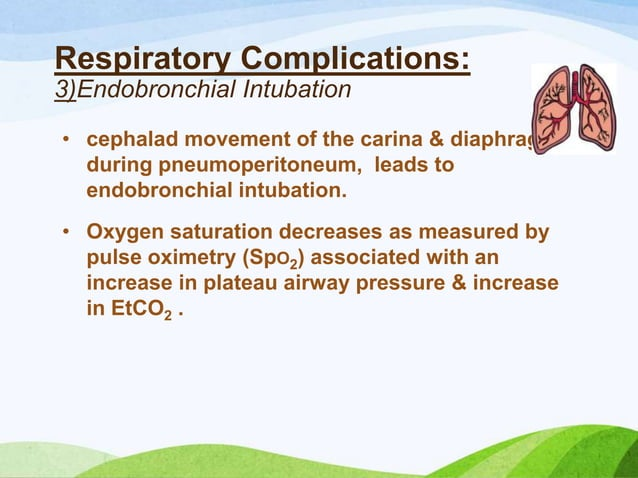 Respiratory Complications:
3)Endobronchial Intubation
• cephalad movement of the carina & diaphrag
during pneumoperitoneum, leads to
endobronchial intubation.
• Oxygen saturation decreases as measured by
pulse oximetry (SpO₂) associated with an
increase in plateau airway pressure & increase
in EtCO₂ .